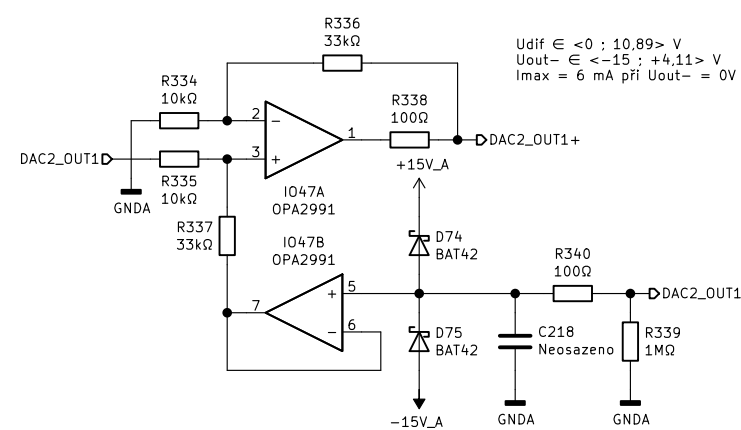 R336
33kΩ
Udif ∈ <0 ; 10,89> V
Uout- ∈ <-15 ; +4,11> V
Imax = 6 mA při Uout- = 0V
R334
10kΩ
R338
100Ω
2
-
1
DAC2_OUT1+
DAC2_OUT1
3
+
+15V_A
R335
10kΩ
GNDA
IO47A
OPA2991
R337
33kΩ
IO47B
OPA2991
D74
BAT42
R340
100Ω
+
5
DAC2_OUT1
7
-
6
D75
BAT42
C218
Neosazeno
R339
1MΩ
-15V_A
GNDA
GNDA